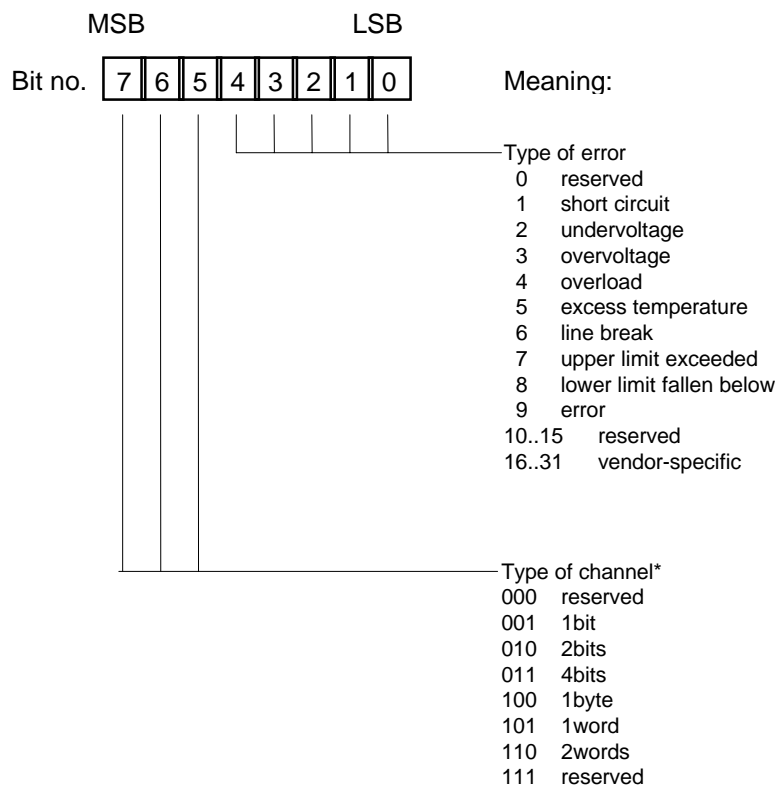 MSB LSB
Bit no. 7 6 5 4 3 2 1 0 Meaning:
Type of error
0 reserved
1 short circuit
2 undervoltage
3 overvoltage
4 overload
5 excess temperature
6 line break
7 upper limit exceeded
8 lower limit fallen below
9 error
10..15 reserved
16..31 vendor-specific
Type of channel*
000 reserved
001 1bit
010 2bits
011 4bits
100 1byte
101 1word
110 2words
111 reserved